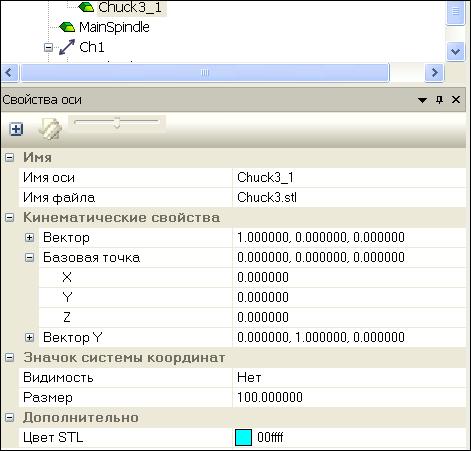 Chuck3_1
MainSpindle
Ch1
Свойства оси
Имя
Имя оси Chuck3_1
Имя файла Chuck3.stl
Кинематические свойства
Вектор 1.000000, 0.000000, 0.000000
Базовая точка 0.000000, 0.000000, 0.000000
X 0.000000
Y 0.000000
Z 0.000000
Вектор Y 0.000000, 1.000000, 0.000000
Значок системы координат
Видимость Нет
Размер 100.000000
Дополнительно
Цвет STL 00ffff